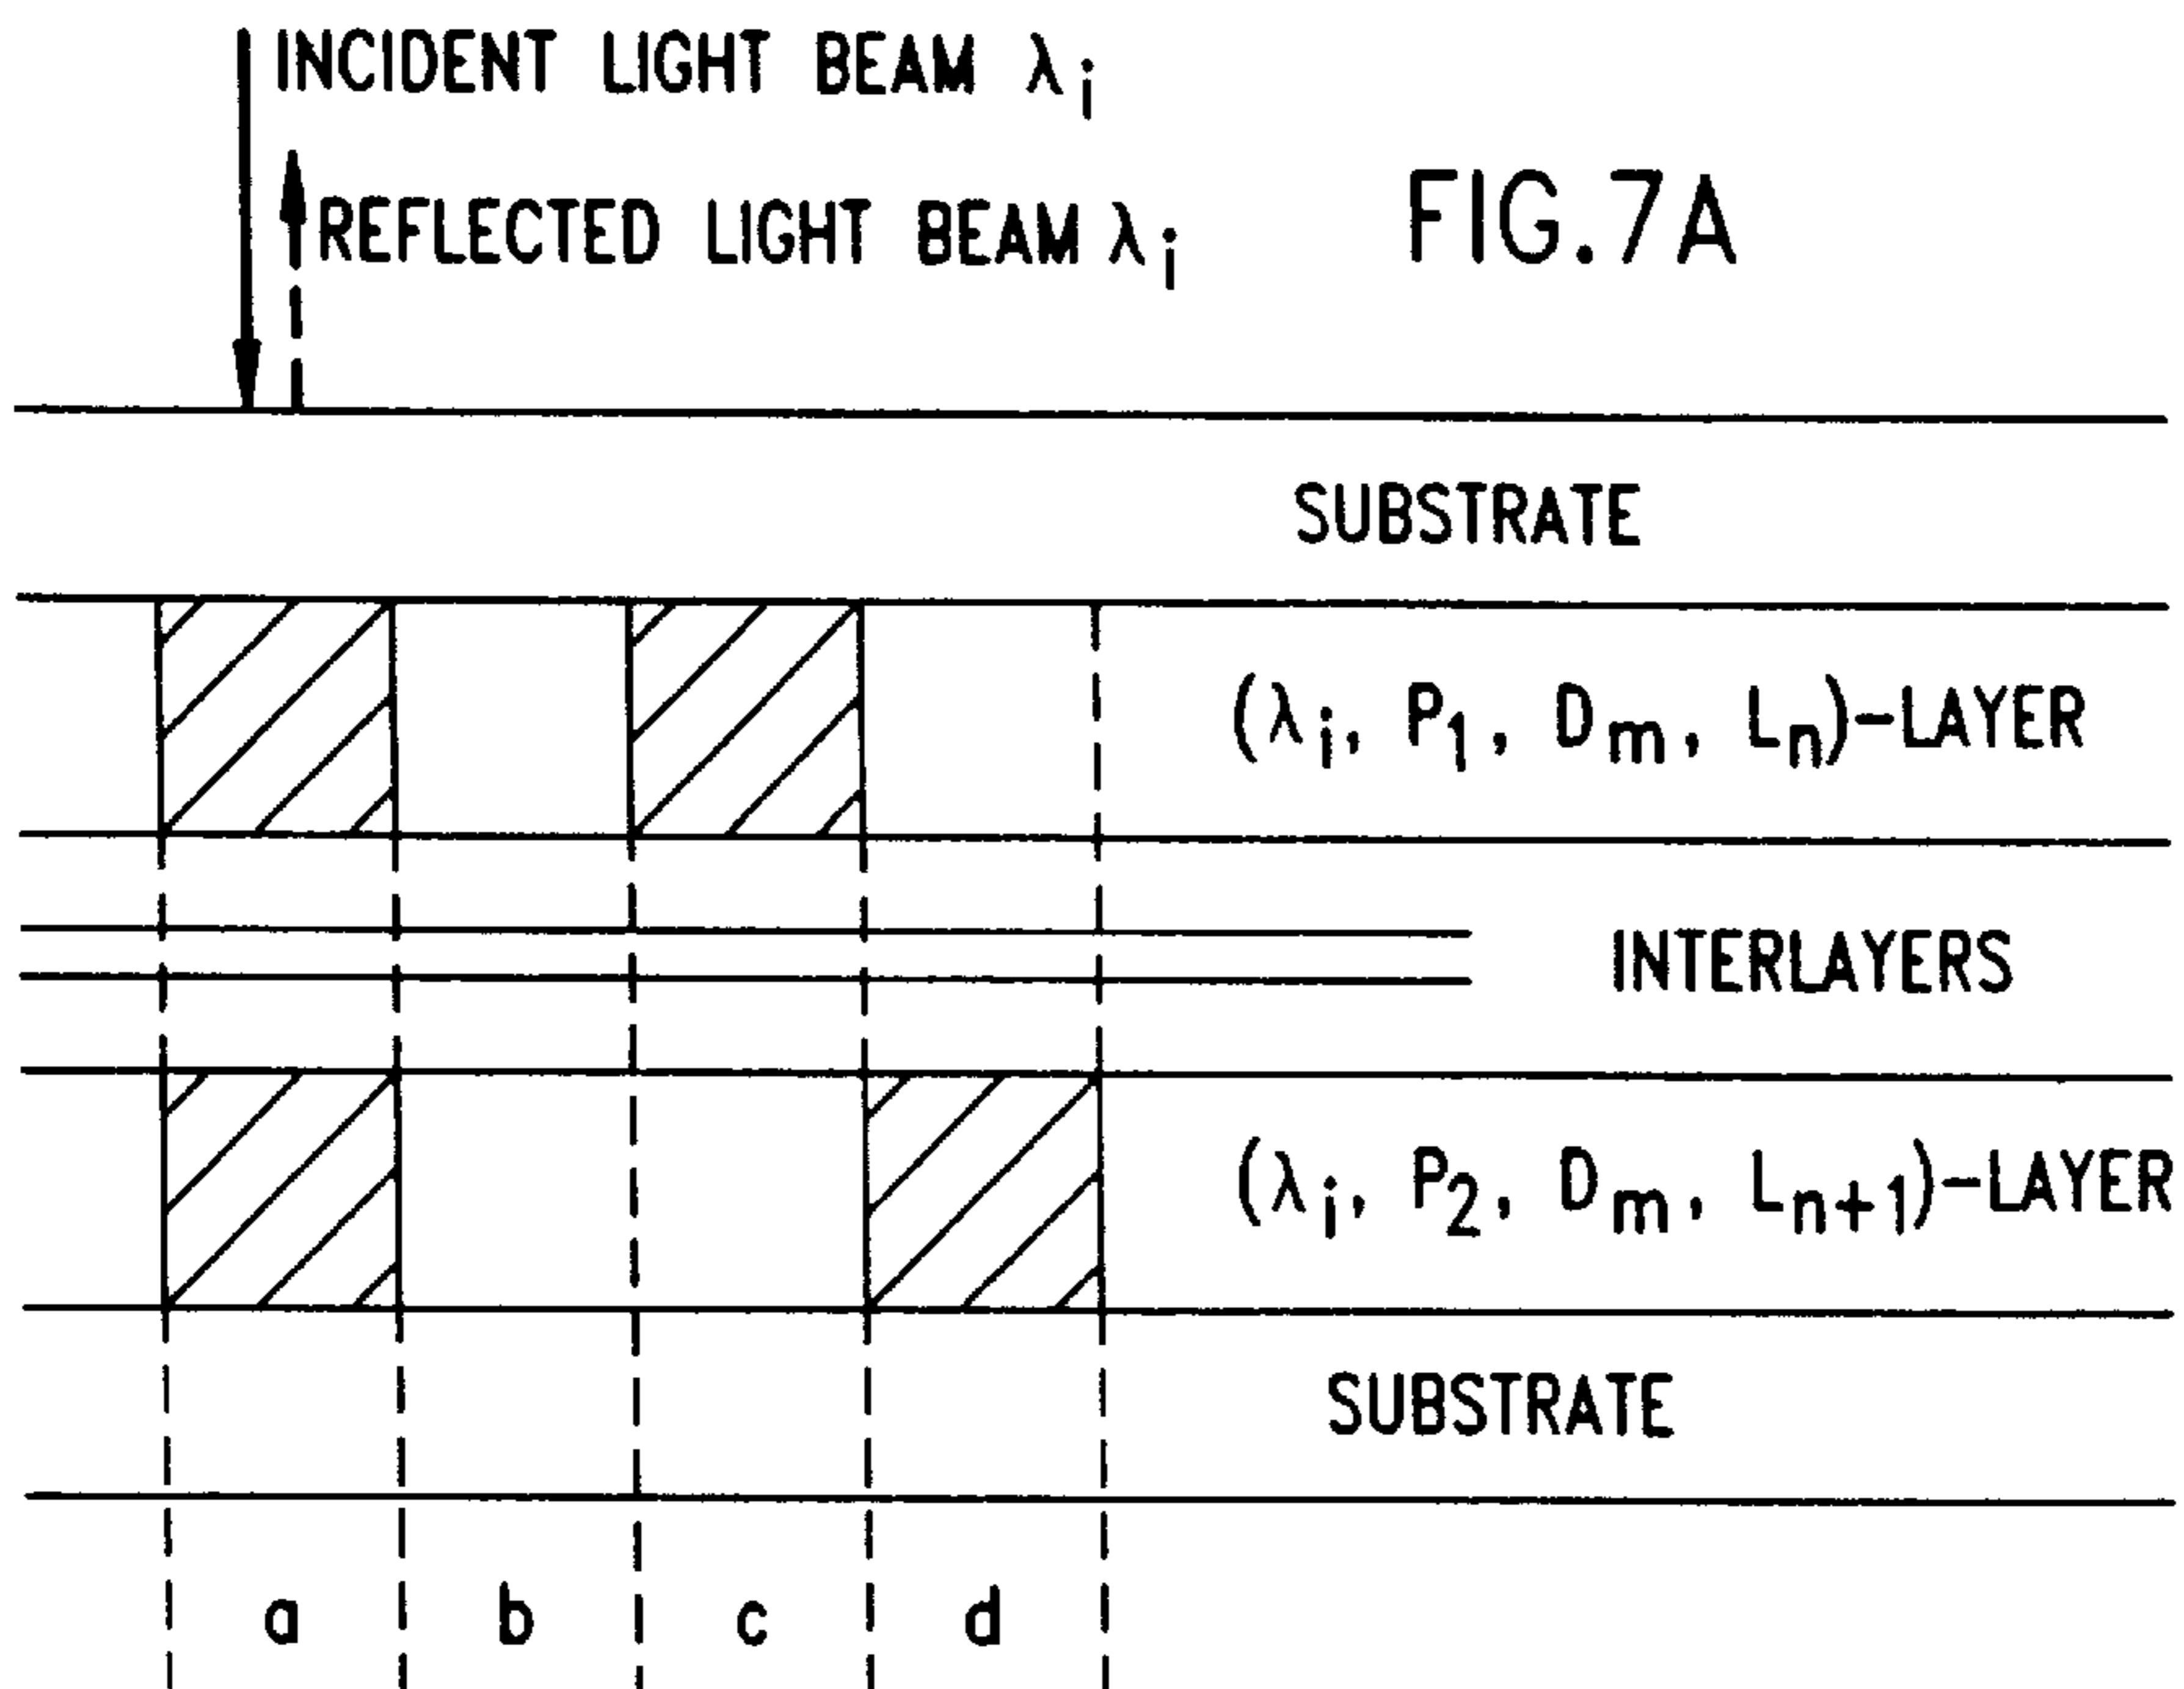 INCIDENT LIGHT BEAM λi
REFLECTED LIGHT BEAM λi
FIG.7A
SUBSTRATE
(λi, P1, Dm, Ln)-LAYER
INTERLAYERS
(λi, P2, Dm, Ln+1)-LAYER
SUBSTRATE
a b c d